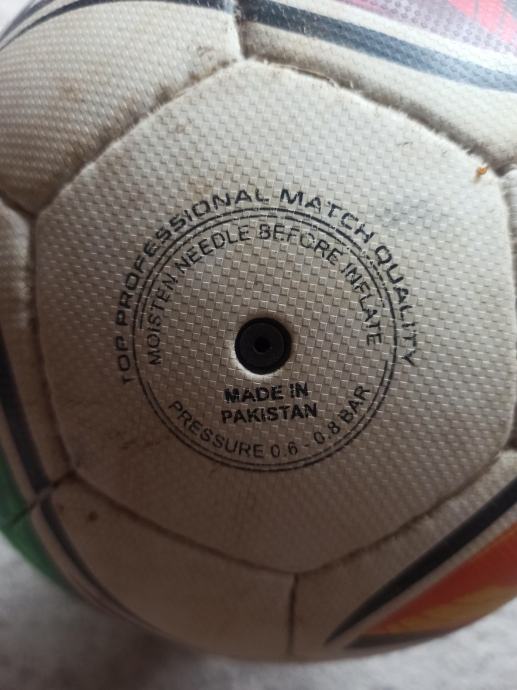 TOP PROFESSIONAL MATCH QUALITY
MOISTEN NEEDLE BEFORE INFLATE
MADE IN
PAKISTAN
PRESSURE 0.6 - 0.8 BAR